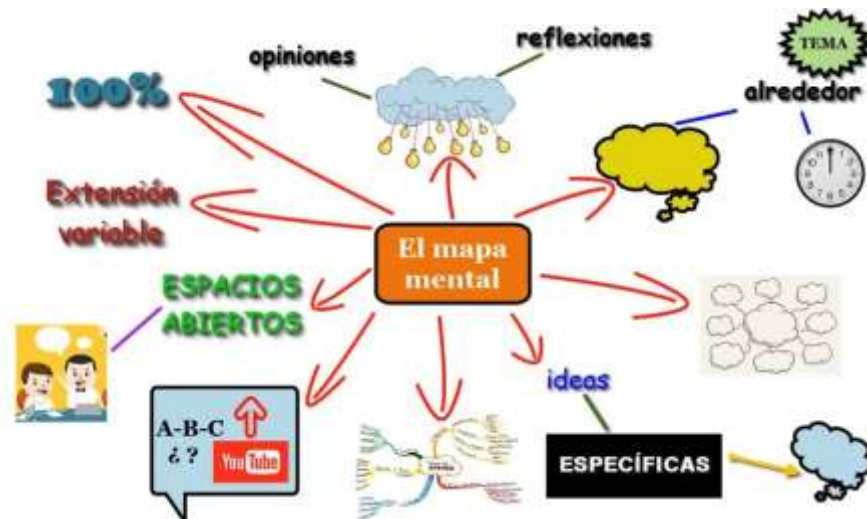 opiniones
reflexiones
TEMA
alrededor
100%
Extensión
variable
El mapa
mental
ESPACIOS
ABIERTOS
ideas
ESPECÍFICAS
A-B-C
¿ ?
YouTube